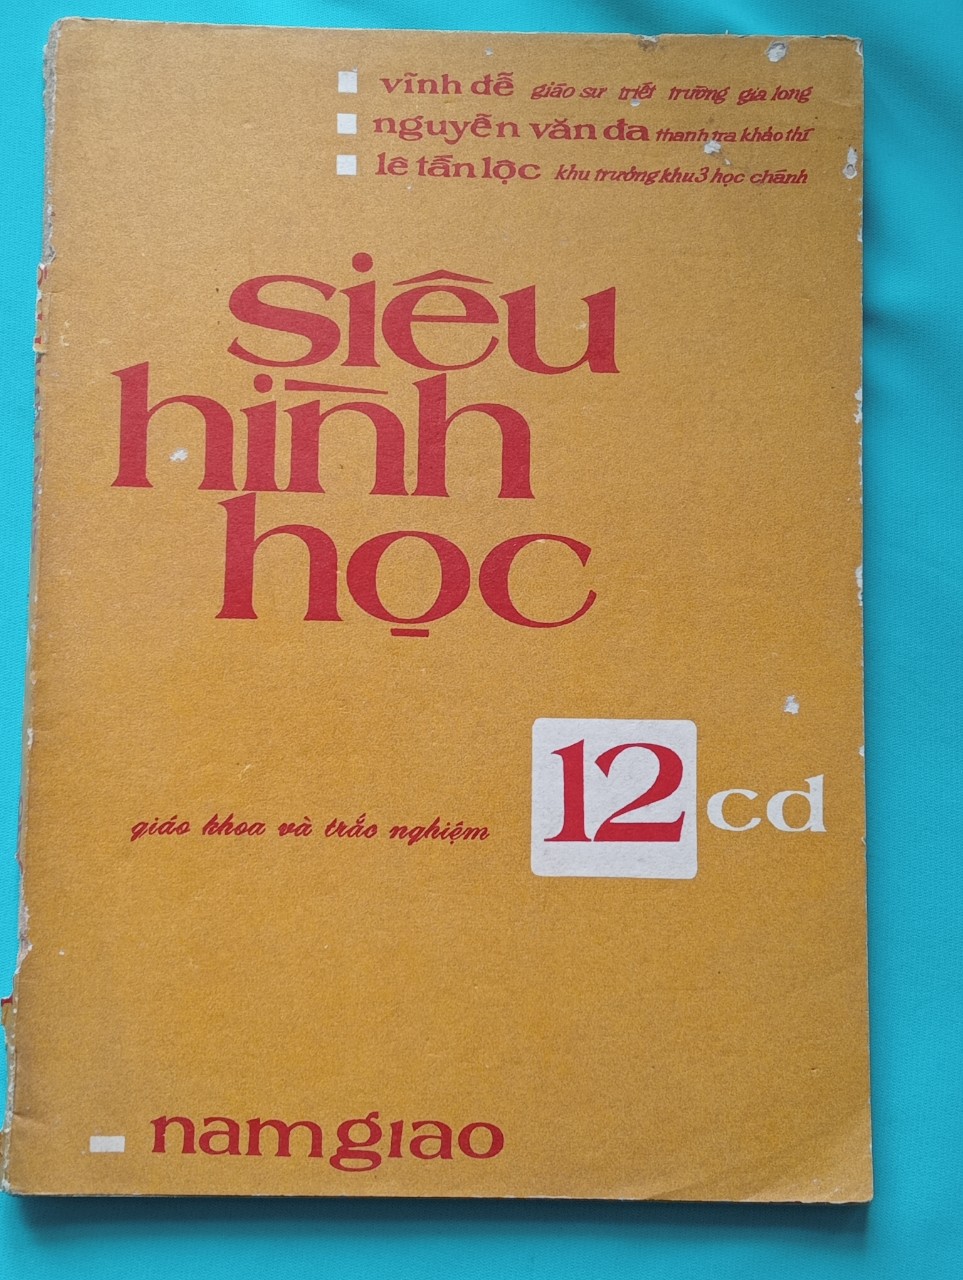 vĩnh để giáo sư triết trường gia long
nguyễn văn đa thanh tra khảo thí
lê tấn lộc khu trưởng khu 3 học chánh
siêu
hình
học
12 cd
giáo khoa và trắc nghiệm
nam giao